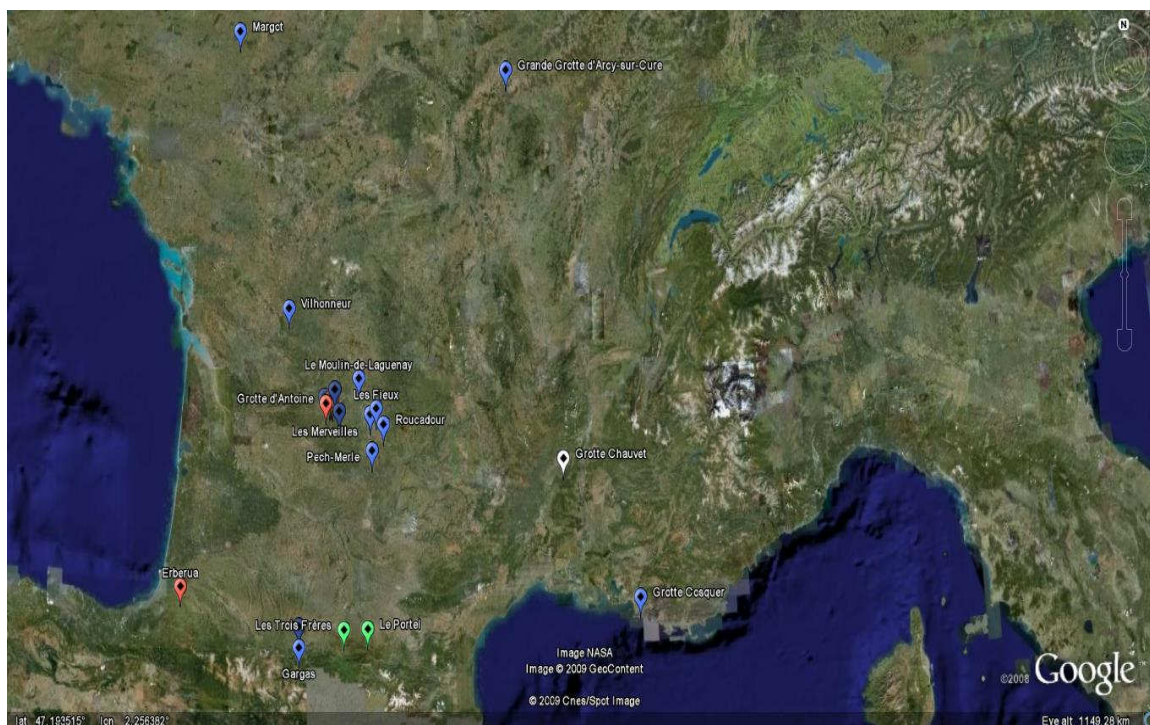 Margot
N
Grande Grotte d'Arcy-sur-Cure
Vilhonneur
Le Moulin-de-Laguenay
Grotte d'Antoine
Les Fieux
Les Merveilles
Roucadour
Pech-Merle
Grotte Chauvet
Erberua
Grotte Cosquer
Les Trois Frères
Le Portel
Gargas
Image NASA
Image © 2009 GeoContent
© 2009 Cnes/Spot Image
©2008 Google
lat 47.193515° lon 2.256382°
Eye alt 1149.28 km